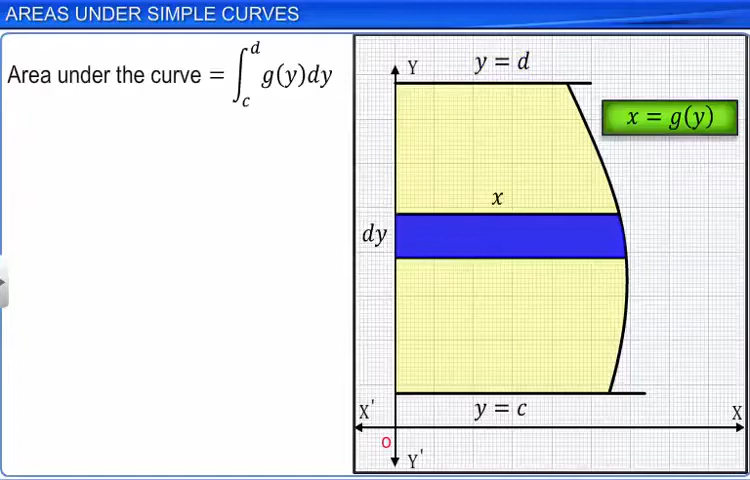 AREAS UNDER SIMPLE CURVES
Area under the curve = ∫_c^d g(y)dy
y = d
Y
x = g(y)
x
dy
y = c
X'
X
O
Y'